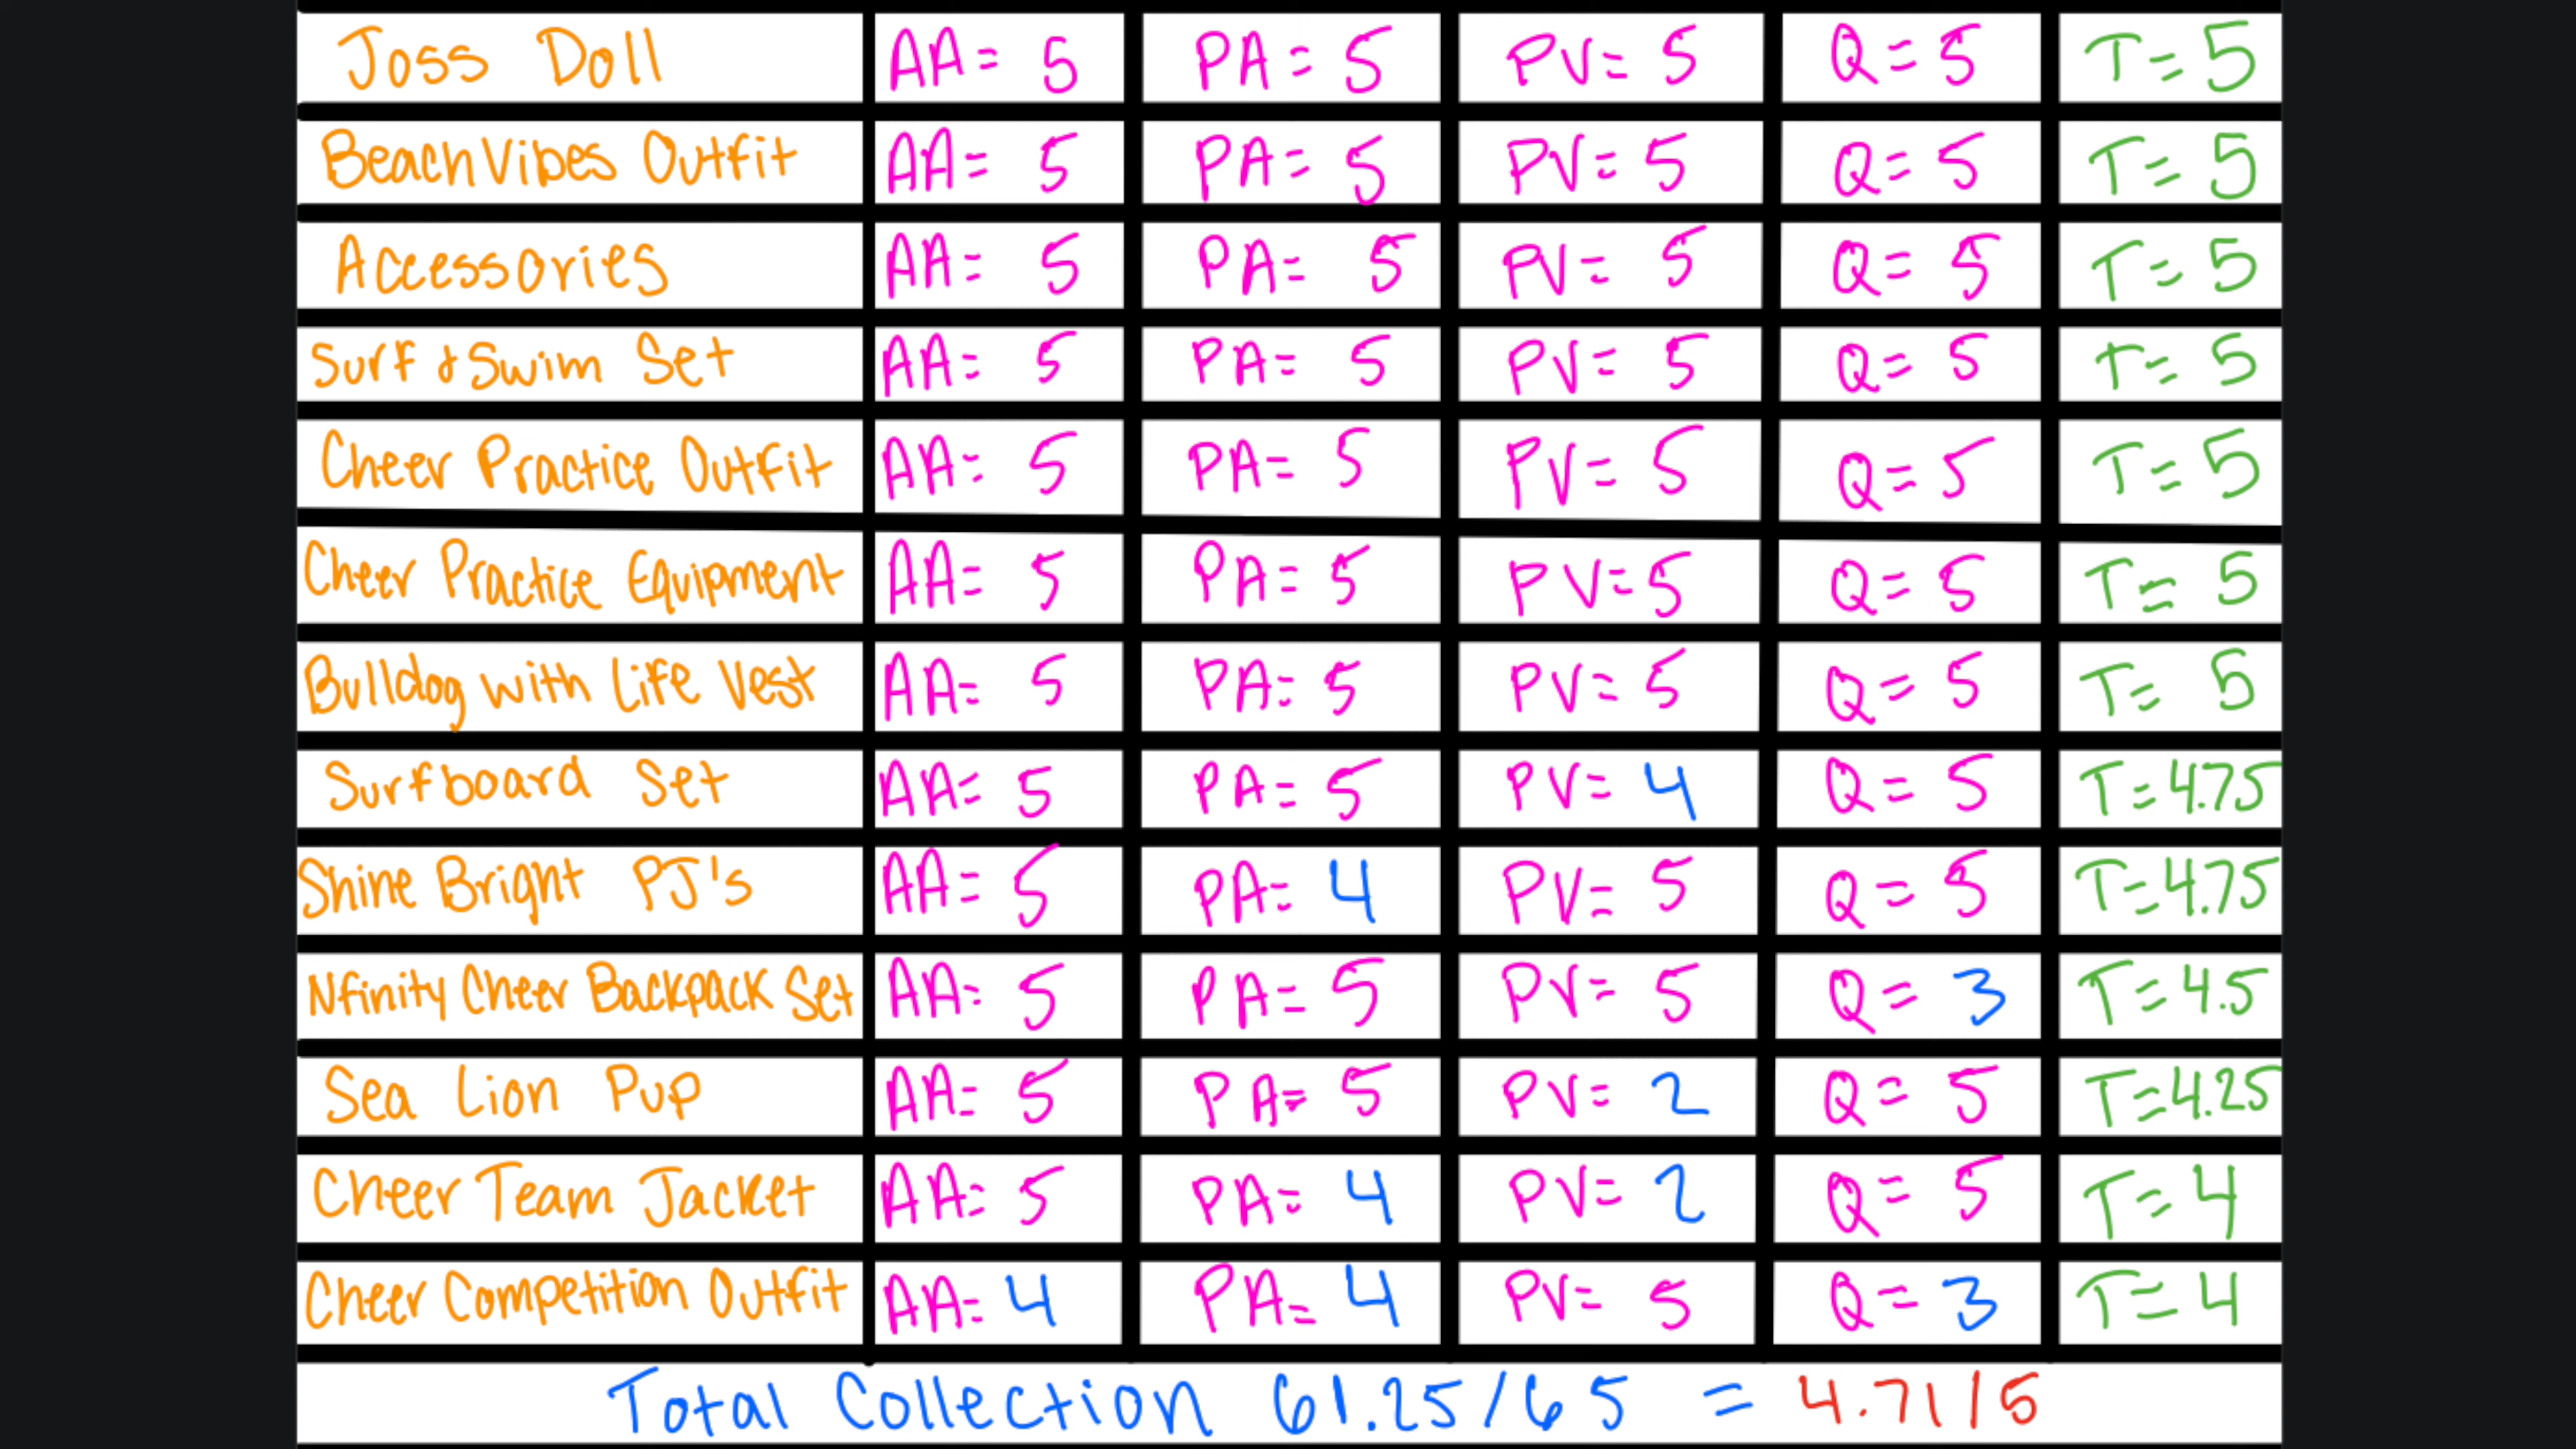 Joss Doll AA= 5 PA= 5 PV= 5 Q= 5 T= 5
Beach Vibes Outfit AA= 5 PA= 5 PV= 5 Q= 5 T= 5
Accessories AA= 5 PA= 5 PV= 5 Q= 5 T= 5
Surf & Swim Set AA= 5 PA= 5 PV= 5 Q= 5 T= 5
Cheer Practice Outfit AA= 5 PA= 5 PV= 5 Q= 5 T= 5
Cheer Practice Equipment AA= 5 PA= 5 PV= 5 Q= 5 T= 5
Bulldog with Life Vest AA= 5 PA= 5 PV= 5 Q= 5 T= 5
Surfboard Set AA= 5 PA= 5 PV= 4 Q= 5 T= 4.75
Shine Bright PJ's AA= 5 PA= 4 PV= 5 Q= 5 T= 4.75
Nfinity Cheer Backpack Set AA= 5 PA= 5 PV= 5 Q= 3 T= 4.5
Sea Lion Pup AA= 5 PA= 5 PV= 2 Q= 5 T= 4.25
Cheer Team Jacket AA= 5 PA= 4 PV= 2 Q= 5 T= 4
Cheer Competition Outfit AA= 4 PA= 4 PV= 5 Q= 3 T= 4
Total Collection 61.25/65 = 4.71/5